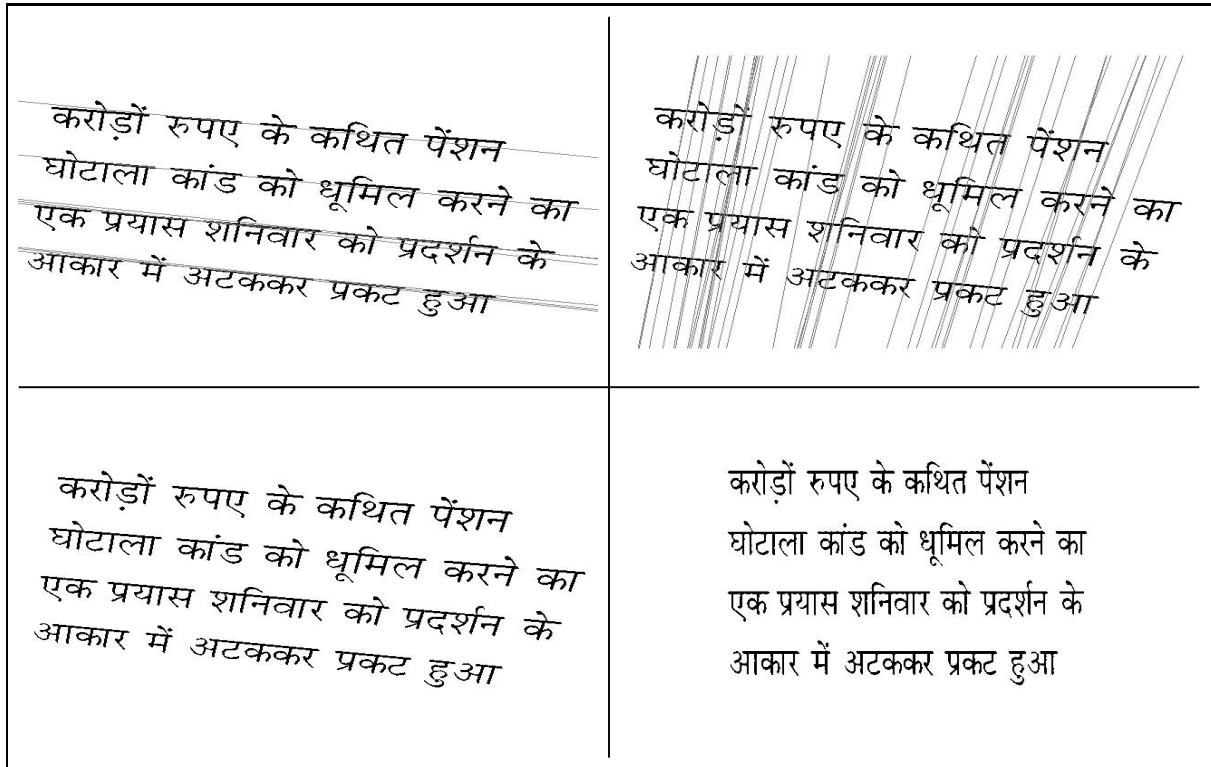 करोड़ों रुपए के कथित पेंशन
घोटाला कांड को धूमिल करने का
एक प्रयास शनिवार को प्रदर्शन के
आकार में अटककर प्रकट हुआ
करोड़ों रुपए के कथित पेंशन
घोटाला कांड को धूमिल करने का
एक प्रयास शनिवार को प्रदर्शन के
आकार में अटककर प्रकट हुआ
करोड़ों रुपए के कथित पेंशन
घोटाला कांड को धूमिल करने का
एक प्रयास शनिवार को प्रदर्शन के
आकार में अटककर प्रकट हुआ
करोड़ों रुपए के कथित पेंशन
घोटाला कांड को धूमिल करने का
एक प्रयास शनिवार को प्रदर्शन के
आकार में अटककर प्रकट हुआ